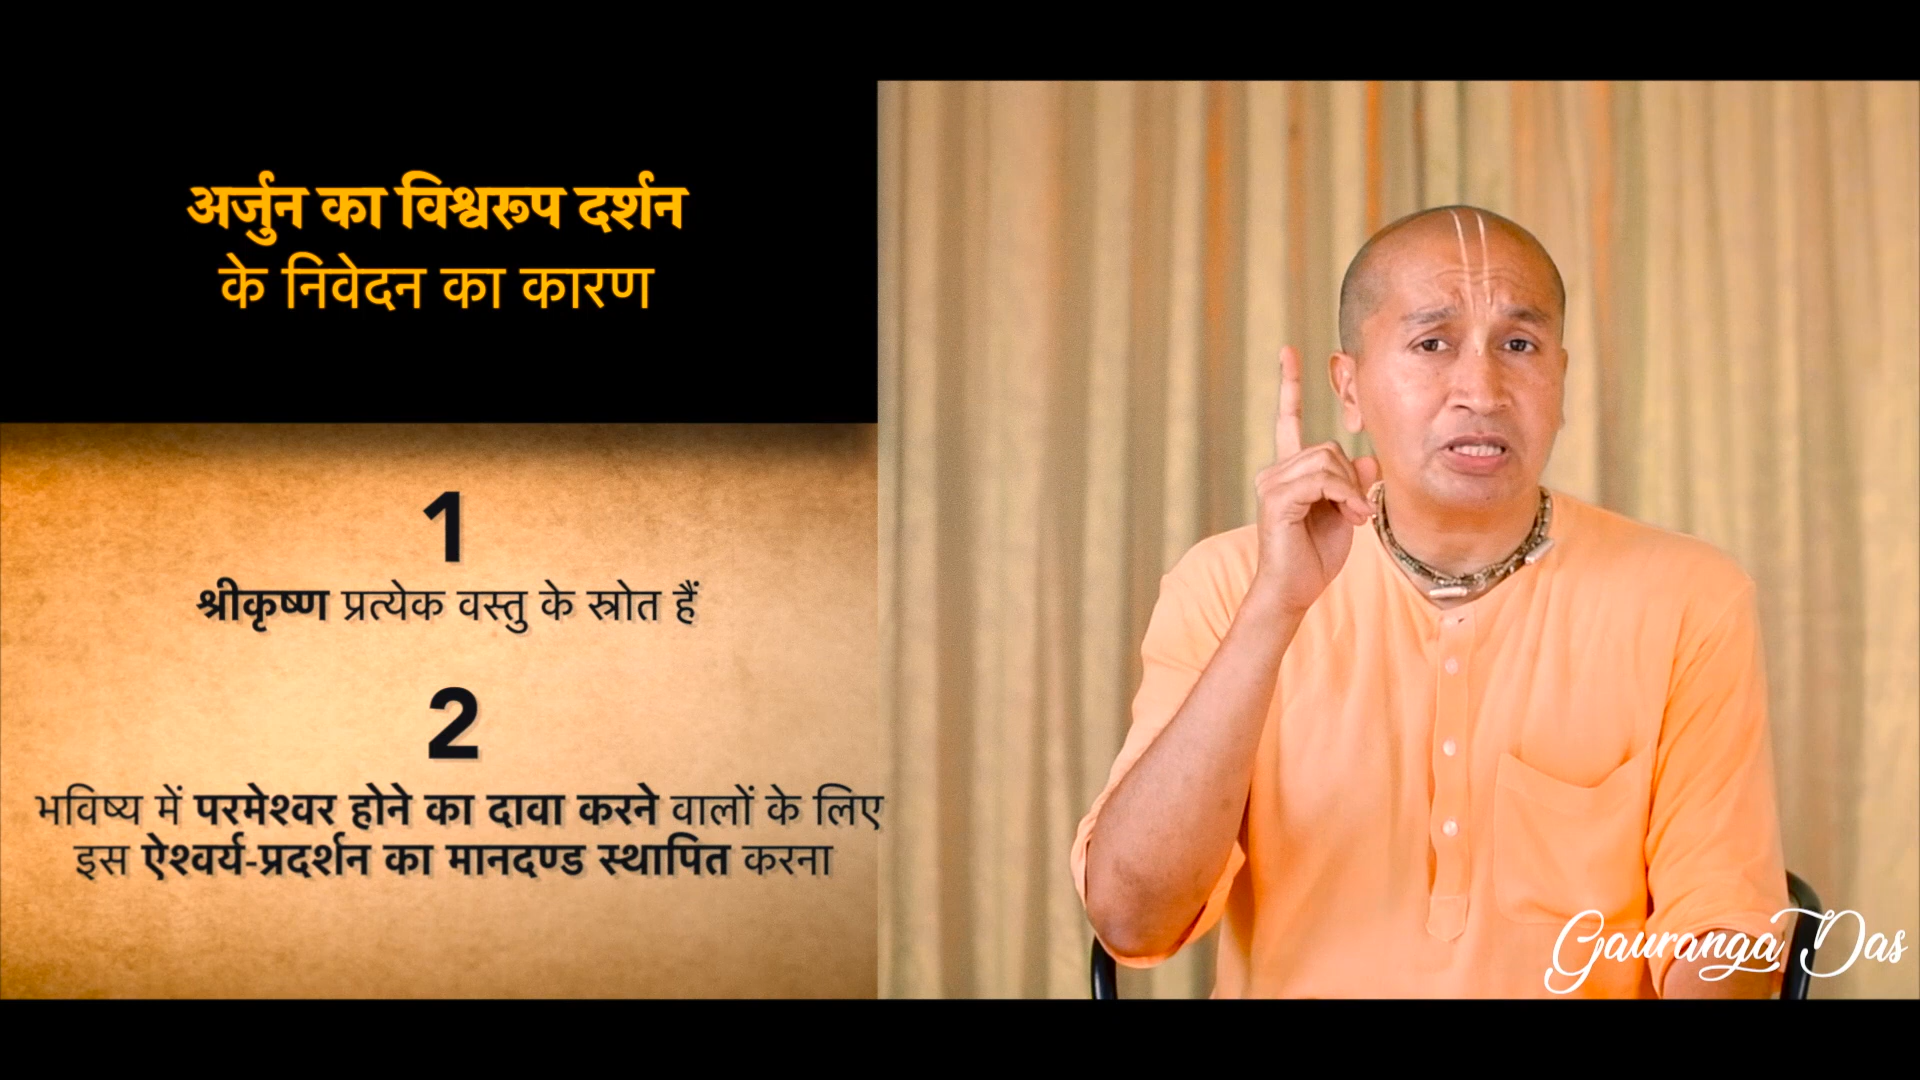 अर्जुन का विश्वरूप दर्शन
के निवेदन का कारण
1
श्रीकृष्ण प्रत्येक वस्तु के स्रोत हैं
2
भविष्य में परमेश्वर होने का दावा करने वालों के लिए
इस ऐश्वर्य-प्रदर्शन का मानदण्ड स्थापित करना
Gauranga Das